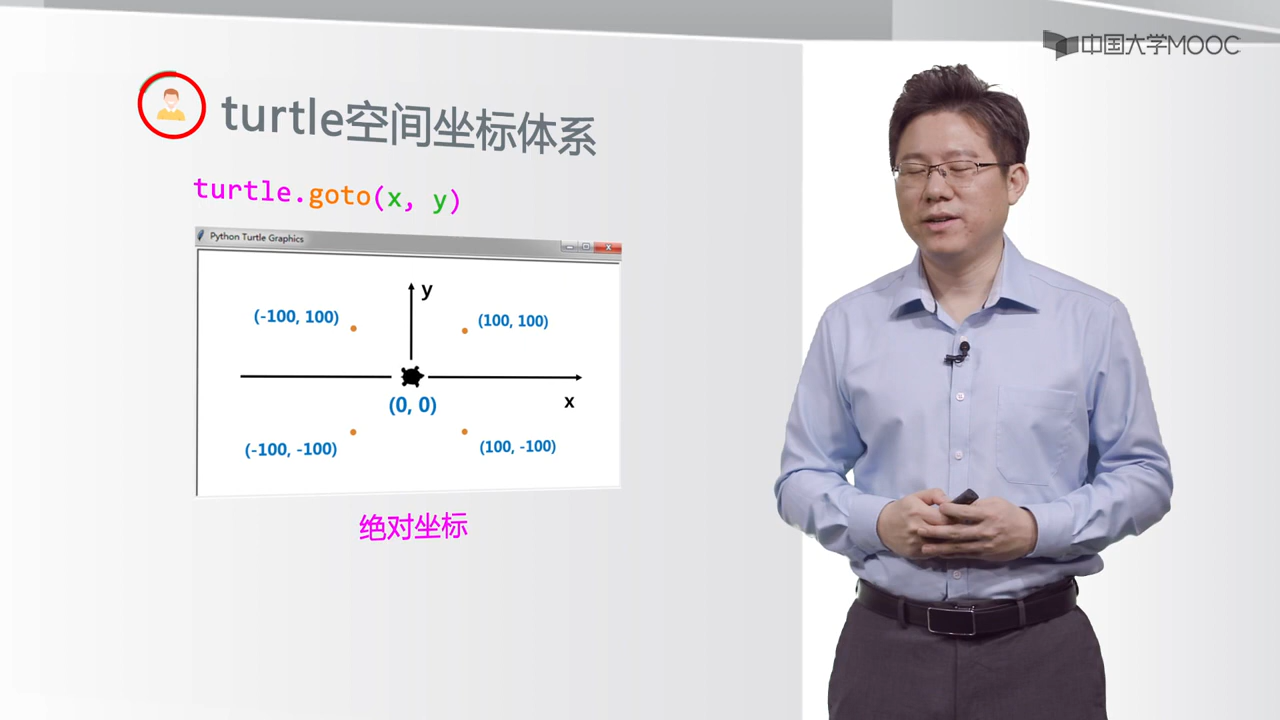 中国大学MOOC
turtle空间坐标体系
turtle.goto(x, y)
Python Turtle Graphics
y
(-100, 100)
(100, 100)
(0, 0)
x
(-100, -100)
(100, -100)
绝对坐标